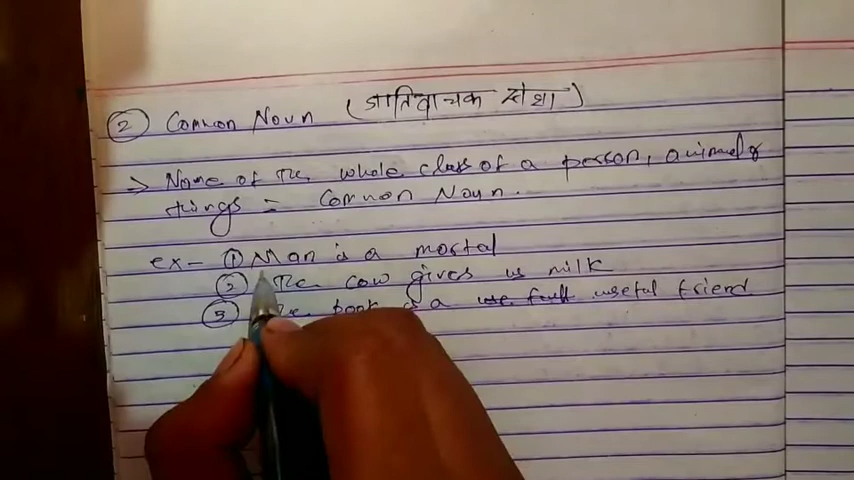 ② Common Noun (जातिवाचक संज्ञा)
→ Name of the whole class of a person, animal &
things = Common Noun.
ex- ① Man is a mortal
② The cow gives us milk
③ The book is a useful friend